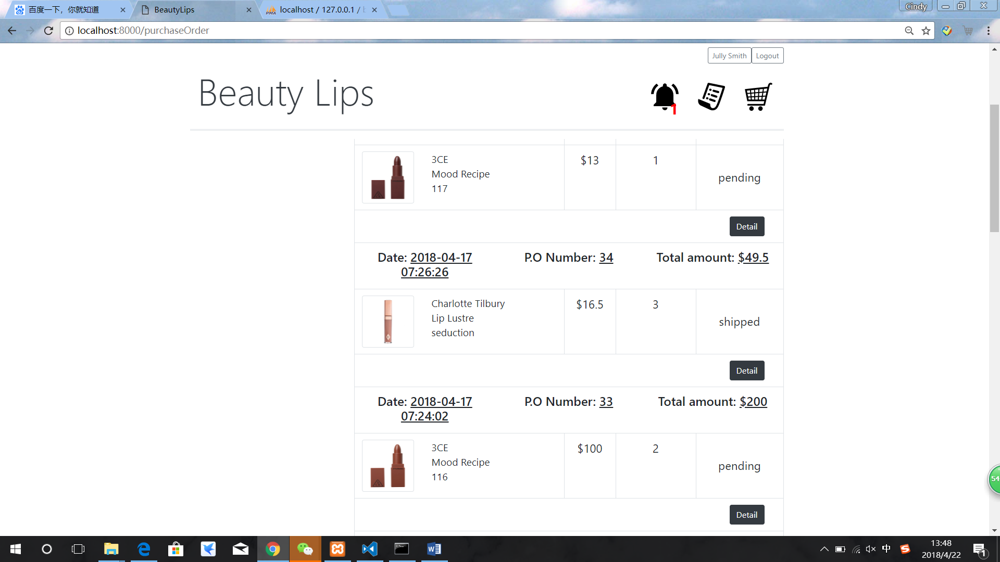 百度一下，你就知道
BeautyLips
localhost / 127.0.0.1 /
Cindy
localhost:8000/purchaseOrder
Jully Smith
Logout
Beauty Lips
1
3CE
Mood Recipe
117
$13
1
pending
Detail
Date: 2018-04-17
07:26:26
P.O Number: 34
Total amount: $49.5
Charlotte Tilbury
Lip Lustre
seduction
$16.5
3
shipped
Detail
Date: 2018-04-17
07:24:02
P.O Number: 33
Total amount: $200
3CE
Mood Recipe
116
$100
2
pending
Detail
54
中
13:48
2018/4/22
1